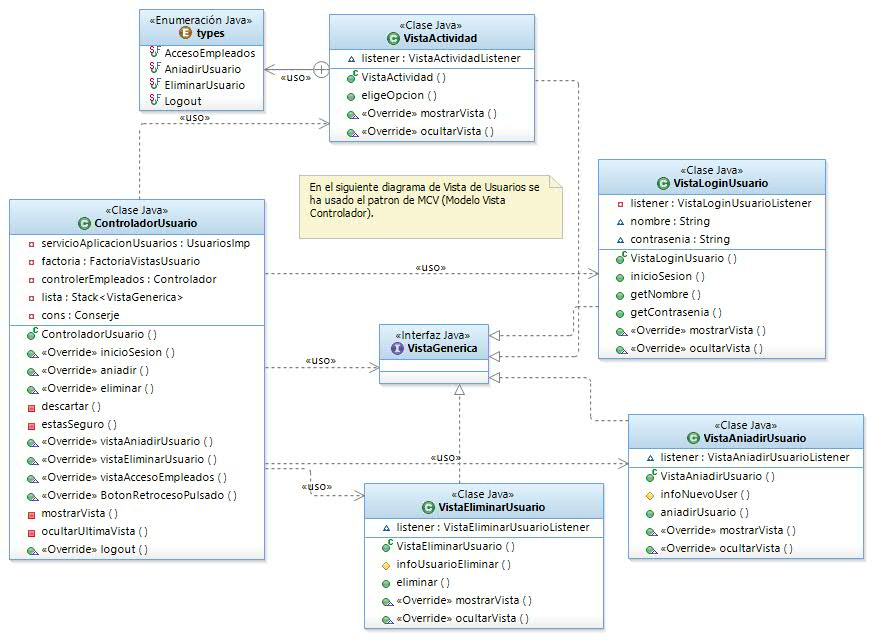 «Enumeración Java»
types
AccesoEmpleados
AniadirUsuario
EliminarUsuario
Logout
«uso»
«Clase Java»
VistaActividad
listener : VistaActividadListener
VistaActividad ( )
eligeOpcion ( )
«Override» mostrarVista ( )
«Override» ocultarVista ( )
«uso»
En el siguiente diagrama de Vista de Usuarios se
ha usado el patron de MCV (Modelo Vista
Controlador).
«Clase Java»
VistaLoginUsuario
listener : VistaLoginUsuarioListener
nombre : String
contrasenia : String
VistaLoginUsuario ( )
inicioSesion ( )
getNombre ( )
getContrasenia ( )
«Override» mostrarVista ( )
«Override» ocultarVista ( )
«Clase Java»
ControladorUsuario
servicioAplicacionUsuarios : UsuariosImp
factoria : FactoriaVistasUsuario
controlerEmpleados : Controlador
lista : Stack<VistaGenerica>
cons : Conserje
ControladorUsuario ( )
«Override» inicioSesion ( )
«Override» aniadir ( )
«Override» eliminar ( )
descartar ( )
estasSeguro ( )
«Override» vistaAniadirUsuario ( )
«Override» vistaEliminarUsuario ( )
«Override» vistaAccesoEmpleados ( )
«Override» BotonRetrocesoPulsado ( )
mostrarVista ( )
ocultarUltimaVista ( )
«Override» logout ( )
«uso»
«Interfaz Java»
VistaGenerica
«uso»
«uso»
«uso»
«Clase Java»
VistaAniadirUsuario
listener : VistaAniadirUsuarioListener
VistaAniadirUsuario ( )
infoNuevoUser ( )
aniadirUsuario ( )
«Override» mostrarVista ( )
«Override» ocultarVista ( )
«Clase Java»
VistaEliminarUsuario
listener : VistaEliminarUsuarioListener
VistaEliminarUsuario ( )
infoUsuarioEliminar ( )
eliminar ( )
«Override» mostrarVista ( )
«Override» ocultarVista ( )